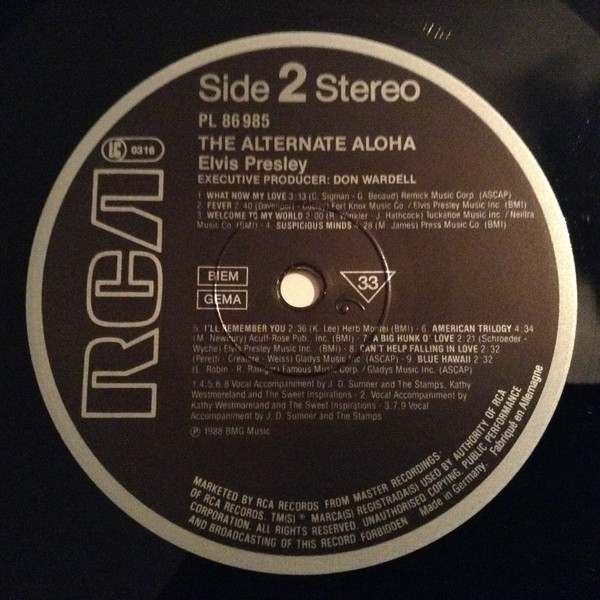 Side 2 Stereo
PL 86985
THE ALTERNATE ALOHA
Elvis Presley
EXECUTIVE PRODUCER: DON WARDELL
LC 0316
RCA
1 WHAT NOW MY LOVE 3:13 (C. Sigman - G. Becaud) Remick Music Corp. (ASCAP)
2. FEVER 2:40 (Davenport - Cooley) Fort Knox Music Co. / Elvis Presley Music Inc. (BMI)
3. WELCOME TO MY WORLD 2:00 (R. Winkler - J. Hathcock) Tuckahoe Music Inc. / Neillra
Music Co. (BMI) - 4. SUSPICIOUS MINDS 4:28 (M. James) Press Music Co. (BMI)
BIEM
GEMA
33
5. I'LL REMEMBER YOU 2:36 (K. Lee) Herb Montei (BMI) - 6. AMERICAN TRILOGY 4:34
(M. Newbury) Acuff-Rose Pub., Inc. (BMI) - 7. A BIG HUNK O' LOVE 2:21 (Schroeder -
Wyche) Elvis Presley Music Inc. (BMI) - 8. CAN'T HELP FALLING IN LOVE 2:32
(Peretti - Creatore - Weiss) Gladys Music Inc. (ASCAP) - 9. BLUE HAWAII 2:32
(L. Robin - R. Rainger) Famous Music Corp. / Gladys Music Inc. (ASCAP)
1.4.5.6.8 Vocal Accompaniment by J. D. Sumner and The Stamps, Kathy
Westmoreland and The Sweet Inspirations - 2. Vocal Accompaniment by
Kathy Westmoreland and The Sweet Inspirations - 3.7.9 Vocal
Accompaniment by J. D. Sumner and The Stamps
Ⓟ 1988 BMG Music
MARKETED BY RCA RECORDS FROM MASTER RECORDINGS·
OF RCA RECORDS. TM(S) ® MARCA(S) REGISTRADA(S) USED BY AUTHORITY OF RCA
CORPORATION. ALL RIGHTS RESERVED. UNAUTHORISED COPYING, PUBLIC PERFORMANCE
AND BROADCASTING OF THIS RECORD FORBIDDEN Made in Germany. Fabriqué en Allemagne